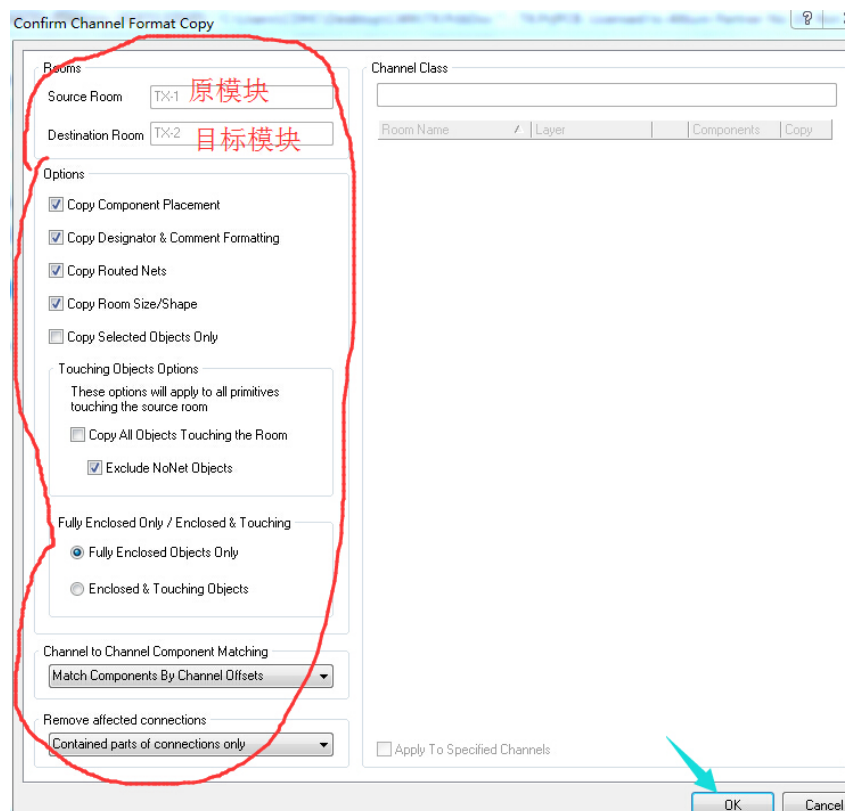 Confirm Channel Format Copy
Rooms
Source Room TX-1 原模块
Destination Room TX-2 目标模块
Options
Copy Component Placement
Copy Designator & Comment Formatting
Copy Routed Nets
Copy Room Size/Shape
Copy Selected Objects Only
Touching Objects Options
These options will apply to all primitives
touching the source room
Copy All Objects Touching the Room
Exclude NoNet Objects
Fully Enclosed Only / Enclosed & Touching
Fully Enclosed Objects Only
Enclosed & Touching Objects
Channel to Channel Component Matching
Match Components By Channel Offsets
Remove affected connections
Contained parts of connections only
Channel Class
Room Name Layer Components Copy
Apply To Specified Channels
OK Cancel